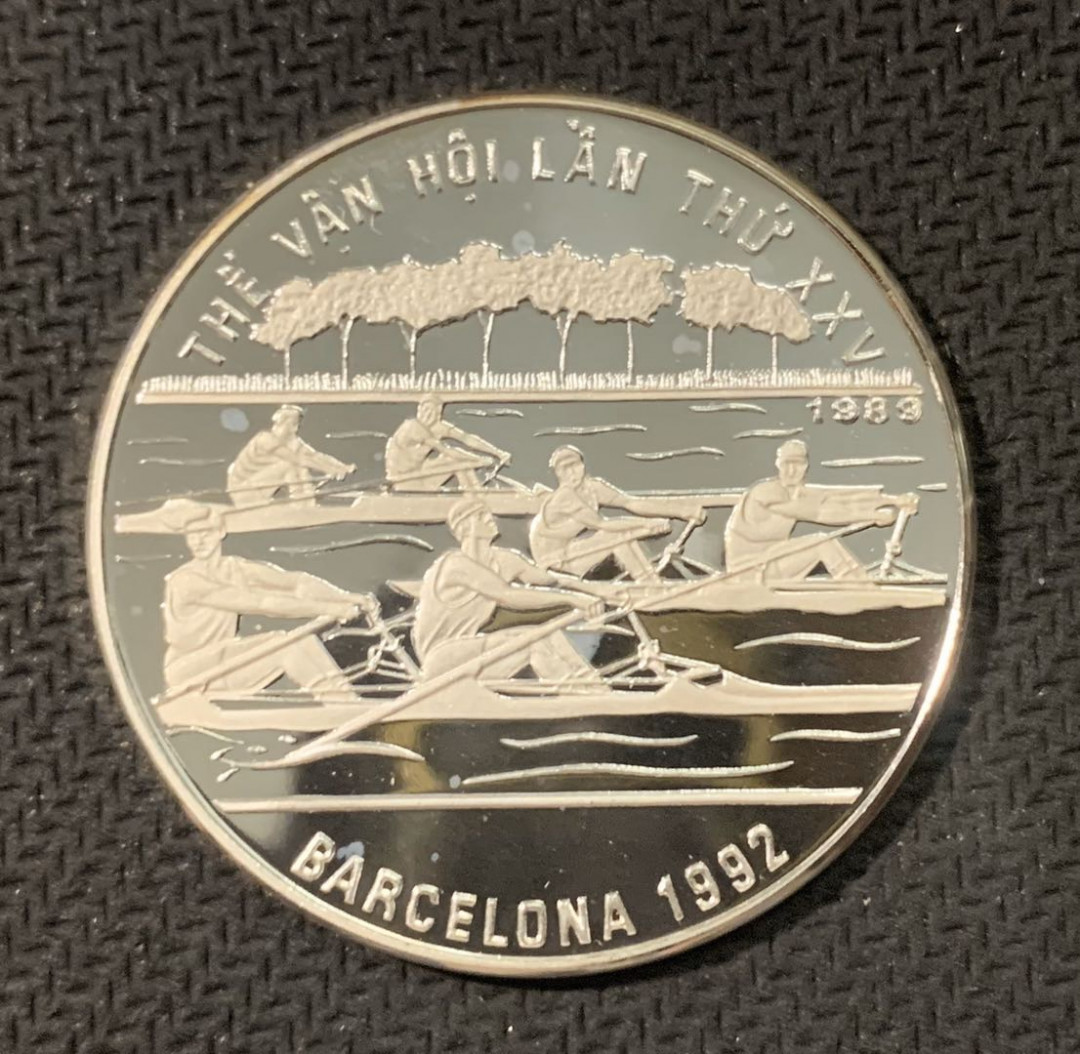 THẾ VẬN HỘI LẦN THỨ XXV
1989
BARCELONA 1992